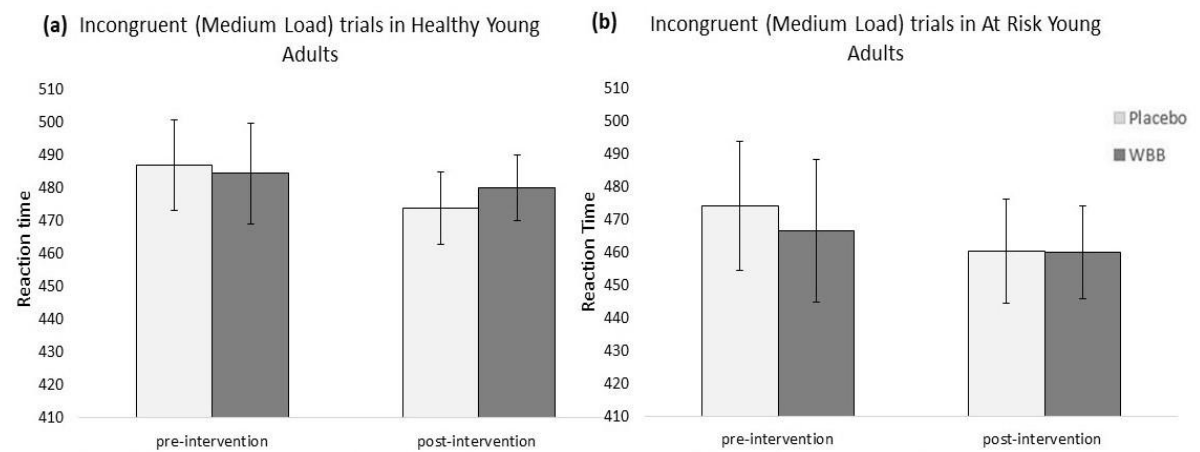 (a) Incongruent (Medium Load) trials in Healthy Young
Adults
510
500
490
480
470
460
450
440
430
420
410
Reaction time
pre-intervention
post-intervention
(b) Incongruent (Medium Load) trials in At Risk Young
Adults
510
500
490
480
470
460
450
440
430
420
410
Reaction Time
pre-intervention
post-intervention
Placebo
WBB